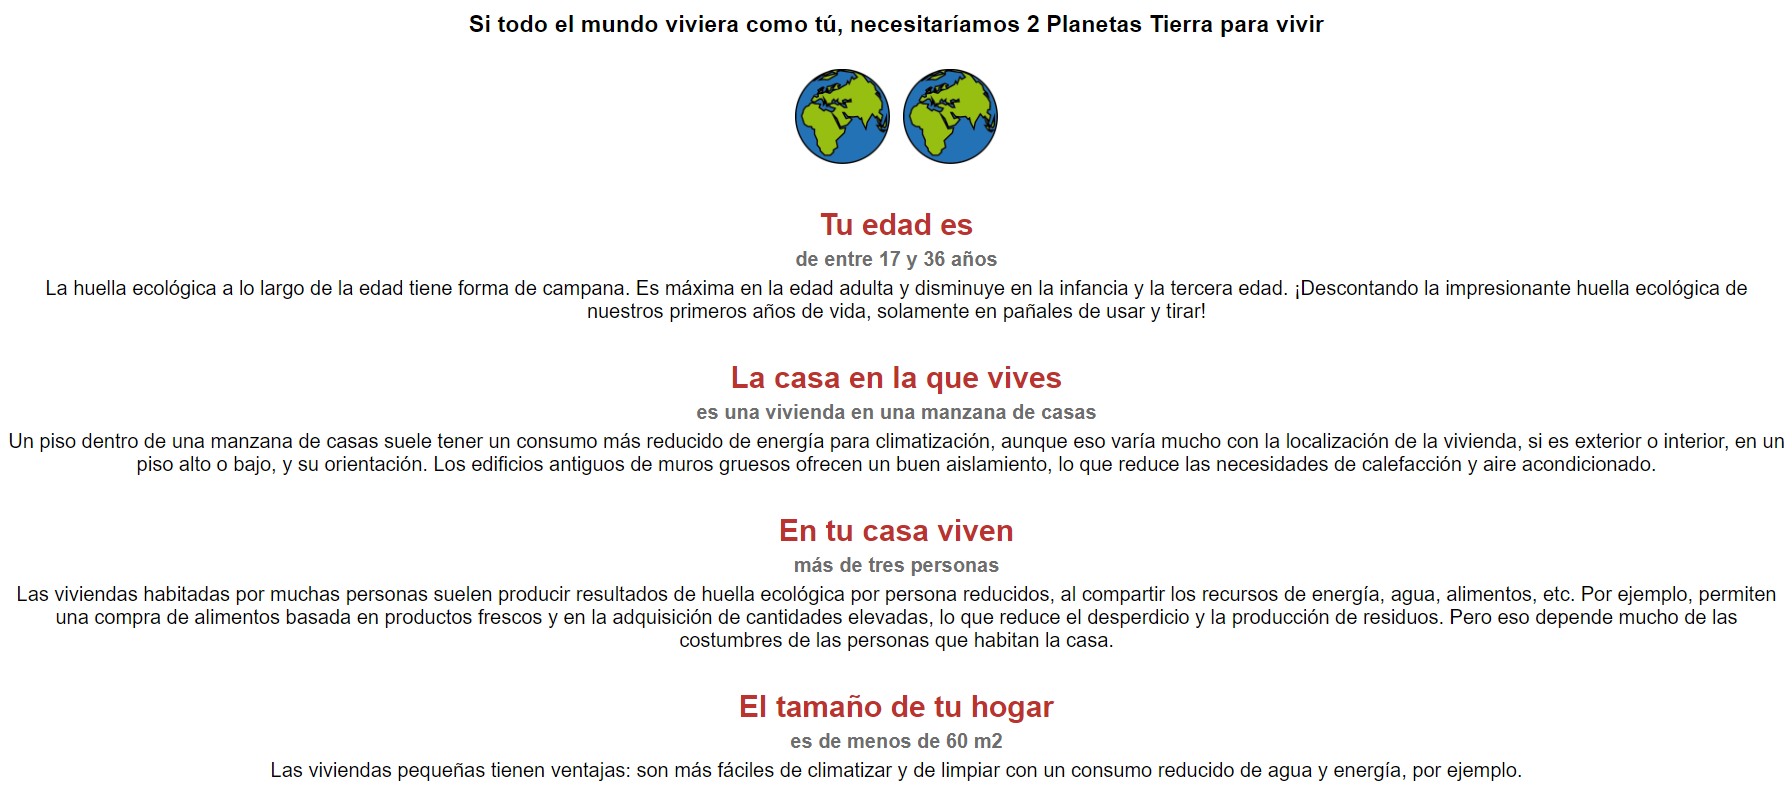 Si todo el mundo viviera como tú, necesitaríamos 2 Planetas Tierra para vivir
Tu edad es
de entre 17 y 36 años
La huella ecológica a lo largo de la edad tiene forma de campana. Es máxima en la edad adulta y disminuye en la infancia y la tercera edad. ¡Descontando la impresionante huella ecológica de
nuestros primeros años de vida, solamente en pañales de usar y tirar!
La casa en la que vives
es una vivienda en una manzana de casas
Un piso dentro de una manzana de casas suele tener un consumo más reducido de energía para climatización, aunque eso varía mucho con la localización de la vivienda, si es exterior o interior, en un
piso alto o bajo, y su orientación. Los edificios antiguos de muros gruesos ofrecen un buen aislamiento, lo que reduce las necesidades de calefacción y aire acondicionado.
En tu casa viven
más de tres personas
Las viviendas habitadas por muchas personas suelen producir resultados de huella ecológica por persona reducidos, al compartir los recursos de energía, agua, alimentos, etc. Por ejemplo, permiten
una compra de alimentos basada en productos frescos y en la adquisición de cantidades elevadas, lo que reduce el desperdicio y la producción de residuos. Pero eso depende mucho de las
costumbres de las personas que habitan la casa.
El tamaño de tu hogar
es de menos de 60 m2
Las viviendas pequeñas tienen ventajas: son más fáciles de climatizar y de limpiar con un consumo reducido de agua y energía, por ejemplo.